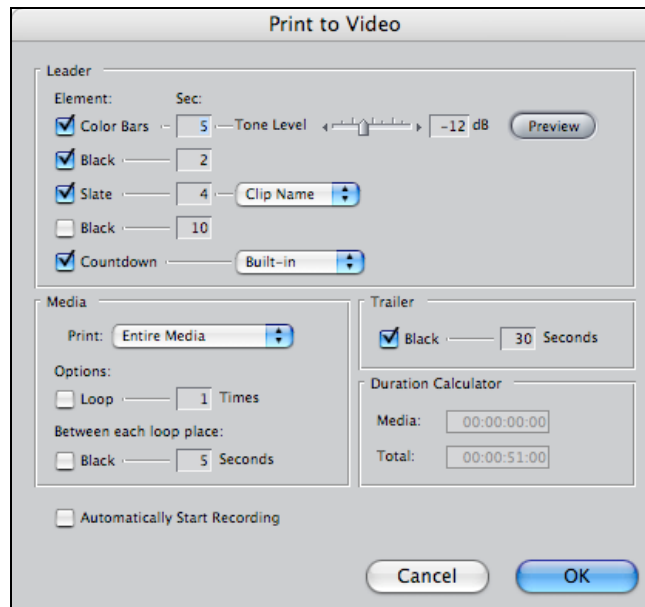 Print to Video
Leader
Element: Sec:
Color Bars 5 Tone Level -12 dB Preview
Black 2
Slate 4 Clip Name
Black 10
Countdown Built-in
Media
Print: Entire Media
Options:
Loop 1 Times
Between each loop place:
Black 5 Seconds
Trailer
Black 30 Seconds
Duration Calculator
Media: 00:00:00:00
Total: 00:00:51:00
Automatically Start Recording
Cancel OK